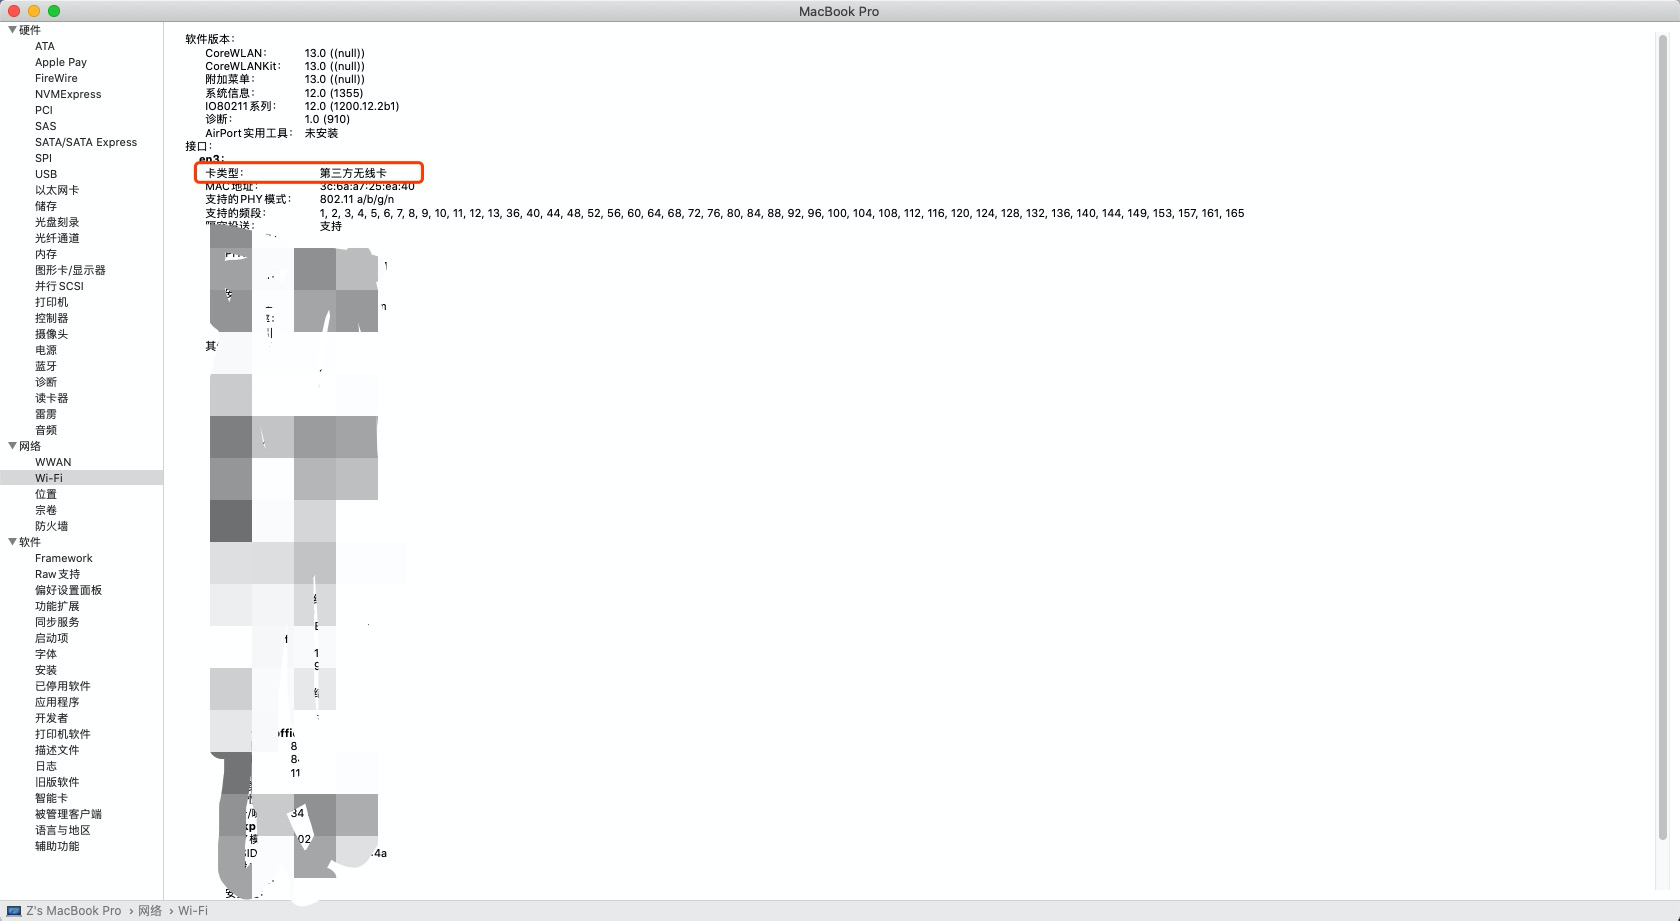 MacBook Pro
硬件
ATA
Apple Pay
FireWire
NVMExpress
PCI
SAS
SATA/SATA Express
SPI
USB
以太网卡
储存
光盘刻录
光纤通道
内存
图形卡/显示器
并行 SCSI
打印机
控制器
摄像头
电源
蓝牙
诊断
读卡器
雷雳
音频
网络
WWAN
Wi-Fi
位置
宗卷
防火墙
软件
Framework
Raw 支持
偏好设置面板
功能扩展
同步服务
启动项
字体
安装
已停用软件
应用程序
开发者
打印机软件
描述文件
日志
旧版软件
智能卡
被管理客户端
语言与地区
辅助功能
软件版本:
CoreWLAN: 13.0 ((null))
CoreWLANKit: 13.0 ((null))
附加菜单: 13.0 ((null))
系统信息: 12.0 (1355)
IO80211 系列: 12.0 (1200.12.2b1)
诊断: 1.0 (910)
AirPort 实用工具: 未安装
接口:
en3:
卡类型: 第三方无线卡
MAC 地址: 3c:6a:a7:25:ea:40
支持的 PHY 模式: 802.11 a/b/g/n
支持的频段: 1, 2, 3, 4, 5, 6, 7, 8, 9, 10, 11, 12, 13, 36, 40, 44, 48, 52, 56, 60, 64, 68, 72, 76, 80, 84, 88, 92, 96, 100, 104, 108, 112, 116, 120, 124, 128, 132, 136, 140, 144, 149, 153, 157, 161, 165
隔空投送: 支持
Z's MacBook Pro › 网络 › Wi-Fi